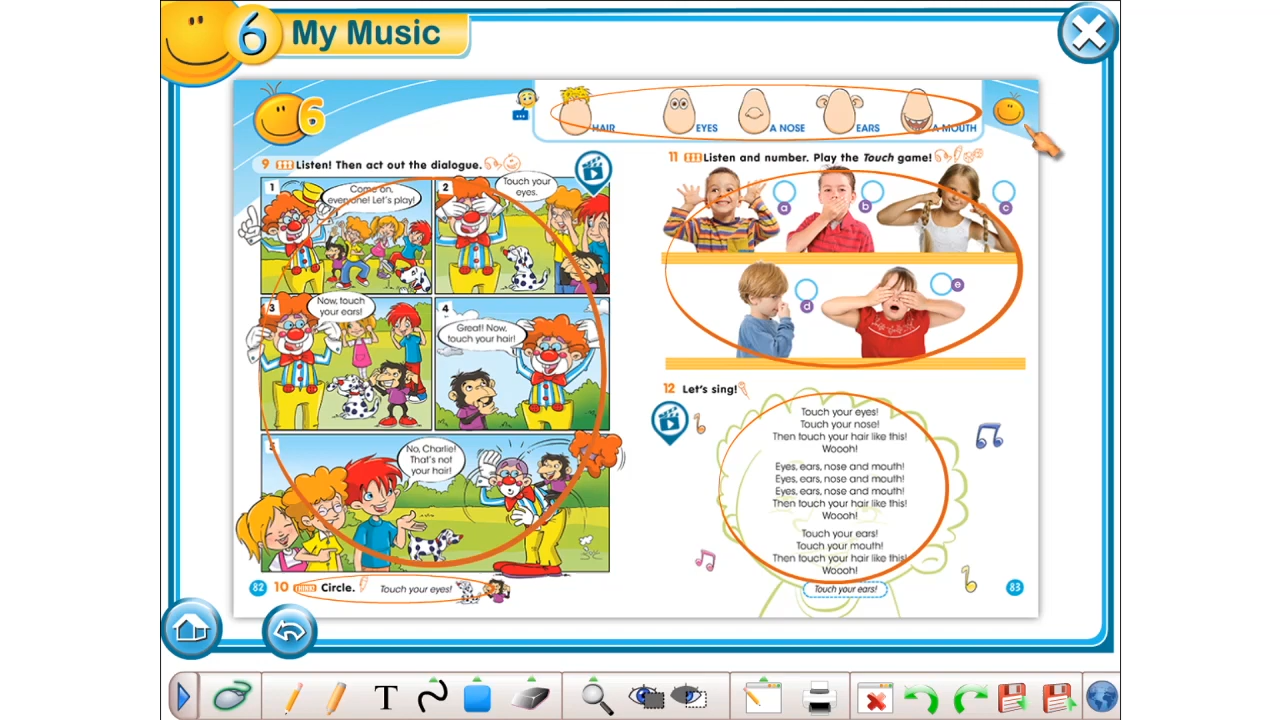 6 My Music
6
HAIR EYES A NOSE EARS A MOUTH
9 Listen! Then act out the dialogue.
1
Come on,
everyone! Let's play!
2
Touch your
eyes.
3
Now, touch
your ears!
4
Great! Now,
touch your hair!
5
No, Charlie!
That's not
your hair!
82 10 Circle. Touch your eyes!
11 Listen and number. Play the Touch game!
a b c
d e
12 Let's sing!
Touch your eyes!
Touch your nose!
Then touch your hair like this!
Woooh!
Eyes, ears, nose and mouth!
Eyes, ears, nose and mouth!
Eyes, ears, nose and mouth!
Then touch your hair like this!
Woooh!
Touch your ears!
Touch your mouth!
Then touch your hair like this!
Woooh!
Touch your ears!
83
T